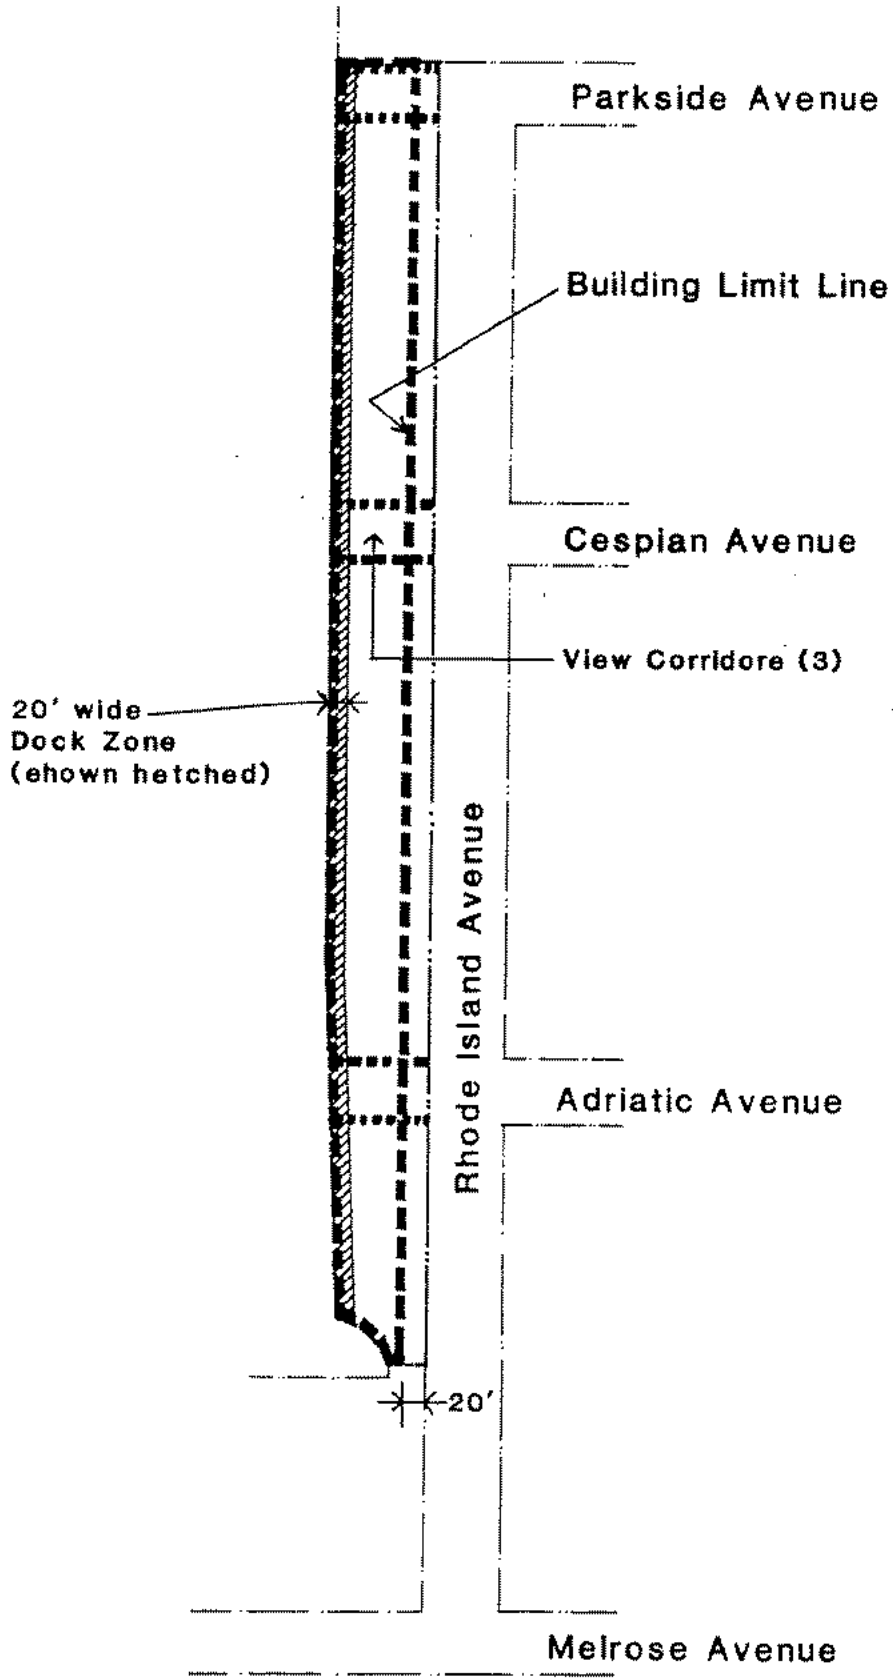 Parkside Avenue
Building Limit Line
Cespian Avenue
View Corridore (3)
20' wide
Dock Zone
(ehown hetched)
Rhode Island Avenue
Adriatic Avenue
20'
Melrose Avenue